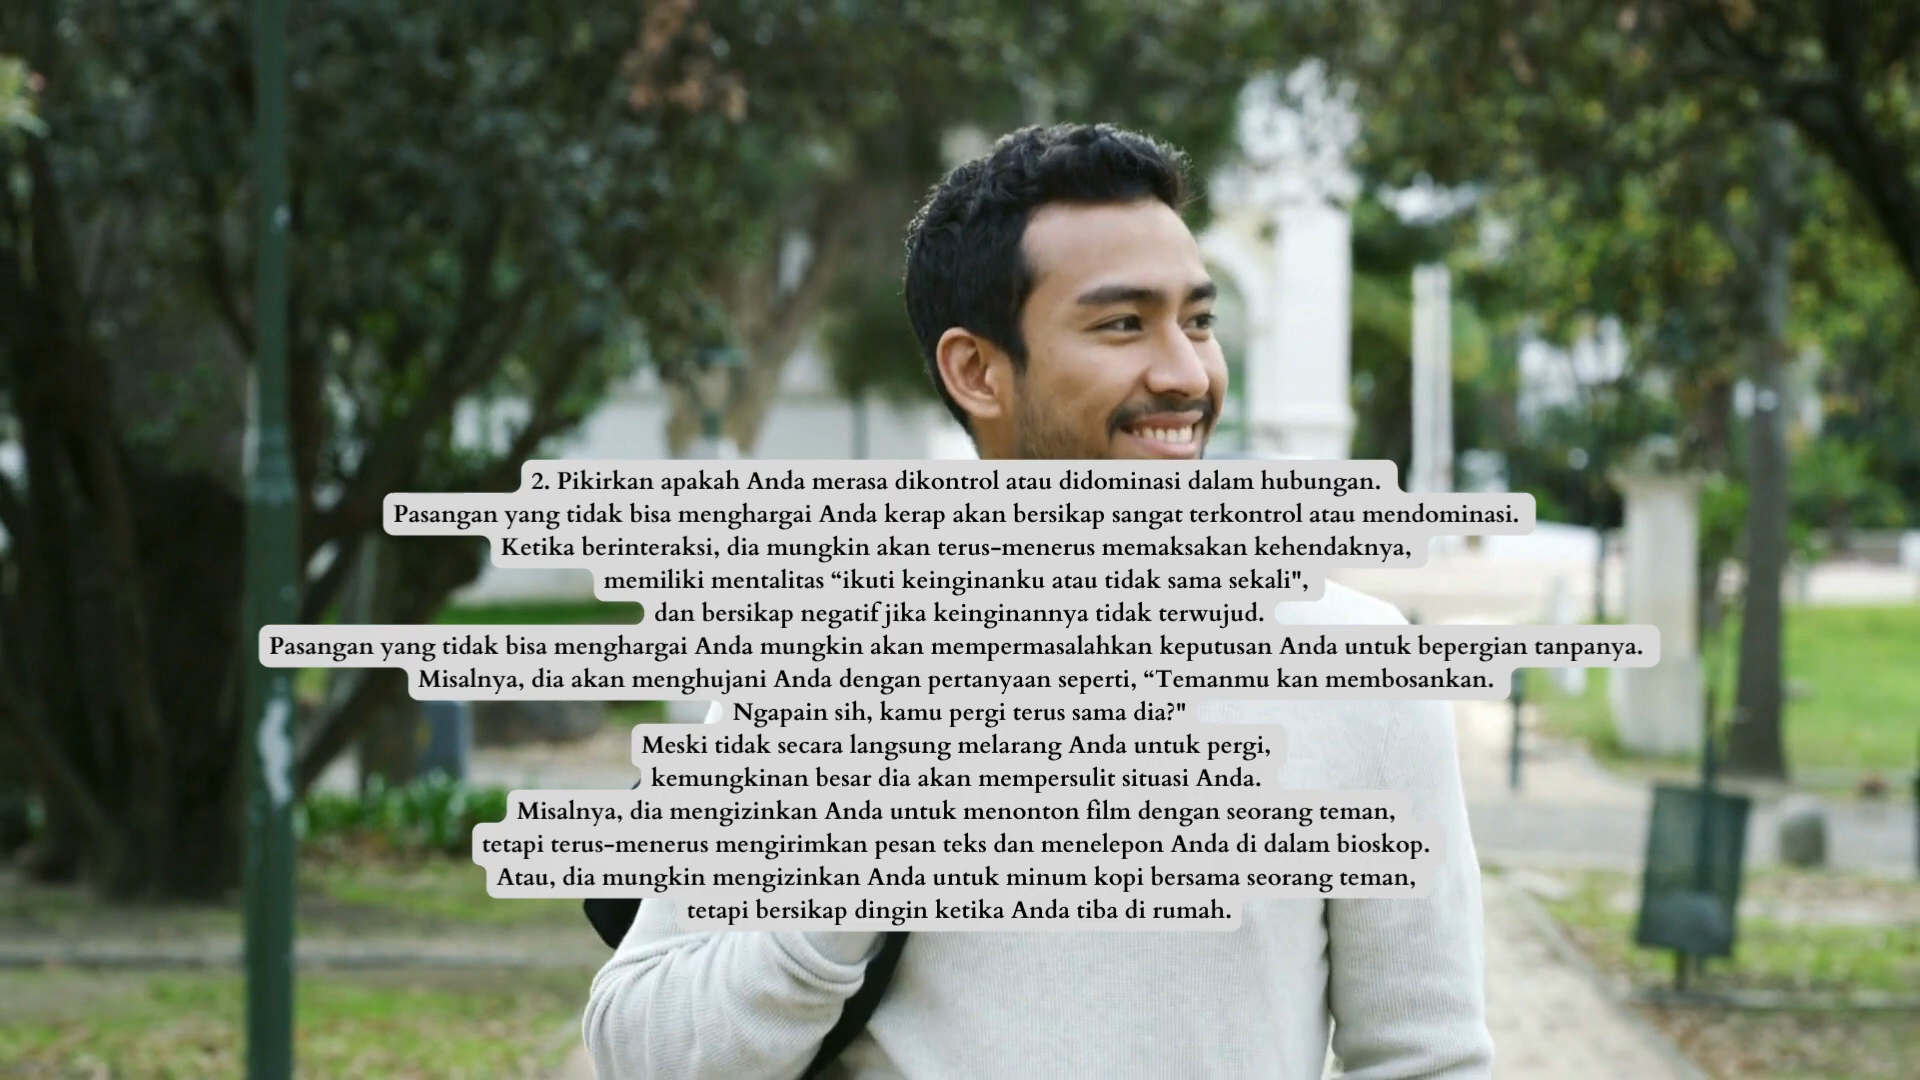 2. Pikirkan apakah Anda merasa dikontrol atau didominasi dalam hubungan.
Pasangan yang tidak bisa menghargai Anda kerap akan bersikap sangat terkontrol atau mendominasi.
Ketika berinteraksi, dia mungkin akan terus-menerus memaksakan kehendaknya,
memiliki mentalitas “ikuti keinginanku atau tidak sama sekali",
dan bersikap negatif jika keinginannya tidak terwujud.
Pasangan yang tidak bisa menghargai Anda mungkin akan mempermasalahkan keputusan Anda untuk bepergian tanpanya.
Misalnya, dia akan menghujani Anda dengan pertanyaan seperti, “Temanmu kan membosankan.
Ngapain sih, kamu pergi terus sama dia?"
Meski tidak secara langsung melarang Anda untuk pergi,
kemungkinan besar dia akan mempersulit situasi Anda.
Misalnya, dia mengizinkan Anda untuk menonton film dengan seorang teman,
tetapi terus-menerus mengirimkan pesan teks dan menelepon Anda di dalam bioskop.
Atau, dia mungkin mengizinkan Anda untuk minum kopi bersama seorang teman,
tetapi bersikap dingin ketika Anda tiba di rumah.